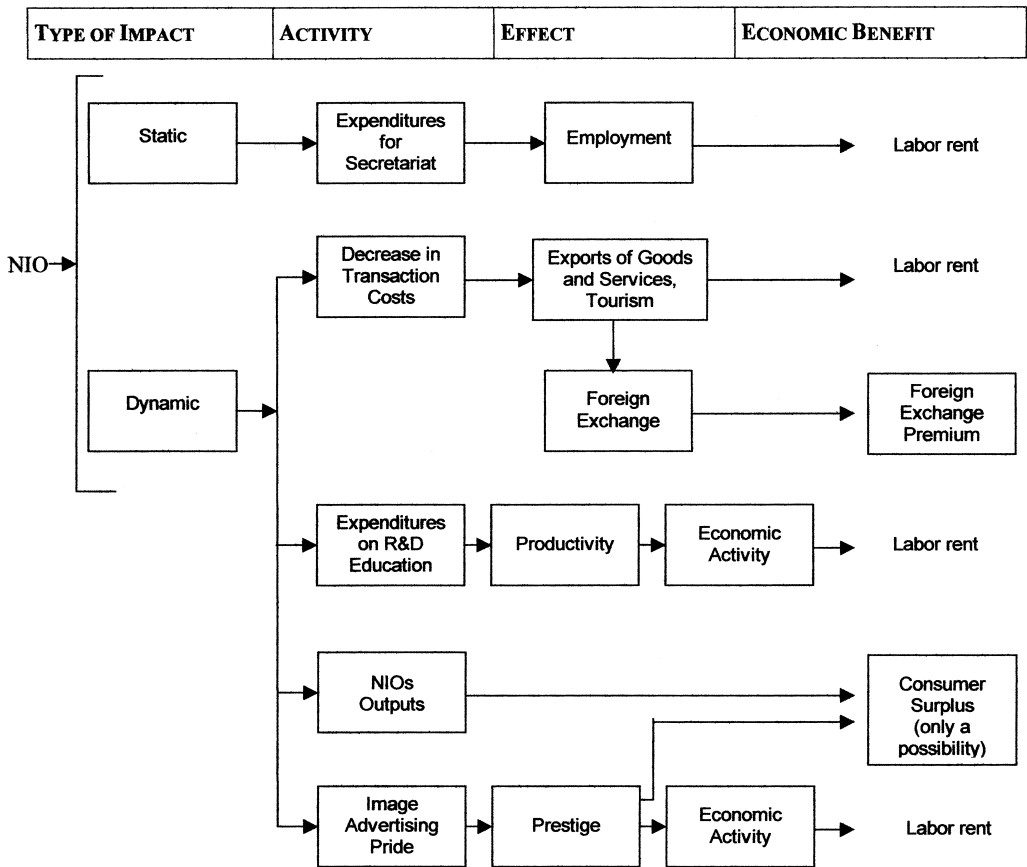 TYPE OF IMPACT
ACTIVITY
EFFECT
ECONOMIC BENEFIT
NIO
Static
Expenditures
for
Secretariat
Employment
Labor rent
Decrease in
Transaction
Costs
Exports of Goods
and Services,
Tourism
Labor rent
Dynamic
Foreign
Exchange
Foreign
Exchange
Premium
Expenditures
on R&D
Education
Productivity
Economic
Activity
Labor rent
NIOs
Outputs
Consumer
Surplus
(only a
possibility)
Image
Advertising
Pride
Prestige
Economic
Activity
Labor rent